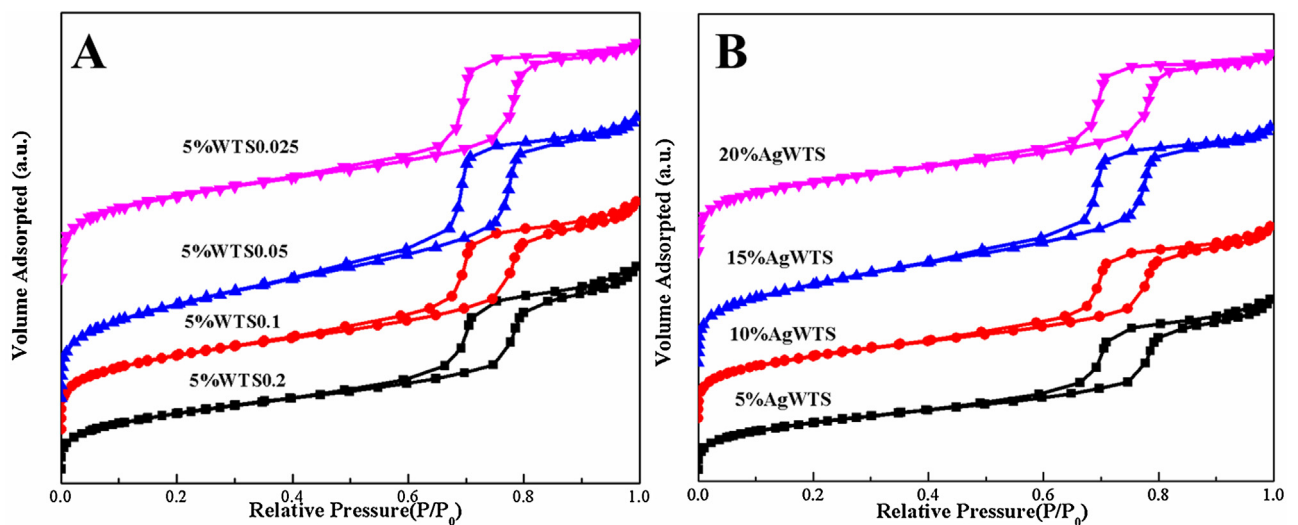 A
5%WTS0.025
5%WTS0.05
5%WTS0.1
5%WTS0.2
Volume Adsorpted (a.u.)
0.0 0.2 0.4 0.6 0.8 1.0
Relative Pressure(P/P0)
B
20%AgWTS
15%AgWTS
10%AgWTS
5%AgWTS
Volume Adsorpted (a.u.)
0.0 0.2 0.4 0.6 0.8 1.0
Relative Pressure(P/P0)